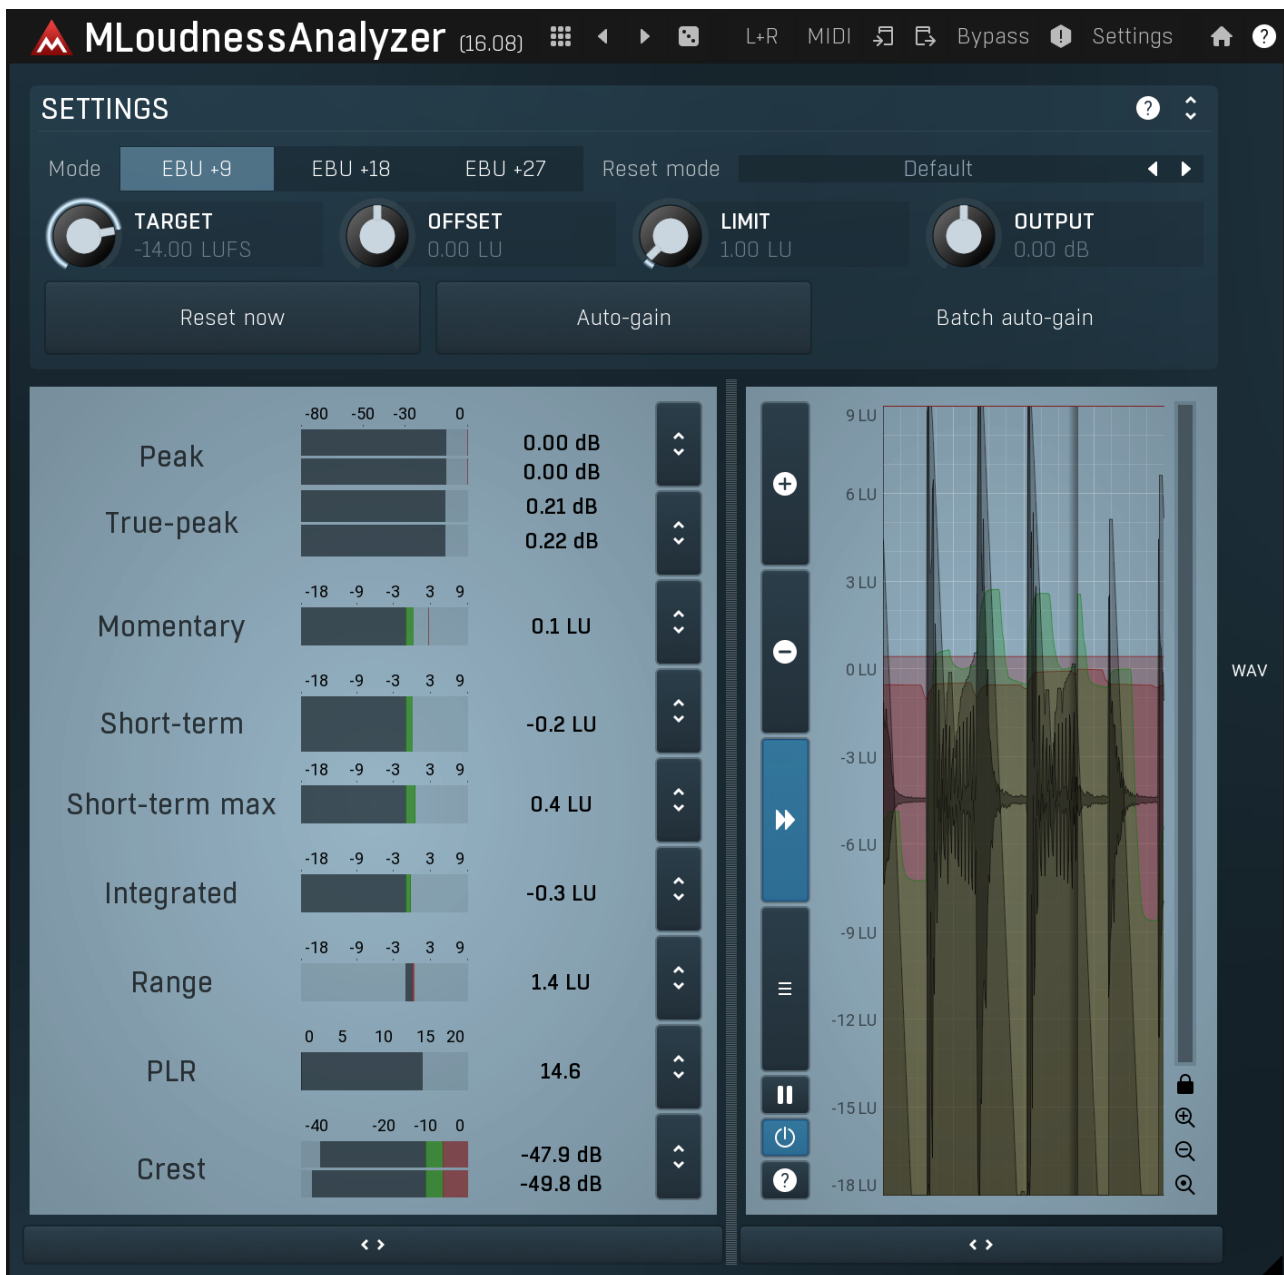 MLoudnessAnalyzer (16.08) L+R MIDI Bypass Settings
SETTINGS
Mode EBU +9 EBU +18 EBU +27 Reset mode Default
TARGET OFFSET LIMIT OUTPUT
-14.00 LUFS 0.00 LU 1.00 LU 0.00 dB
Reset now Auto-gain Batch auto-gain
-80 -50 -30 0
Peak 0.00 dB
0.00 dB
True-peak 0.21 dB
0.22 dB
-18 -9 -3 3 9
Momentary 0.1 LU
-18 -9 -3 3 9
Short-term -0.2 LU
-18 -9 -3 3 9
Short-term max 0.4 LU
-18 -9 -3 3 9
Integrated -0.3 LU
-18 -9 -3 3 9
Range 1.4 LU
0 5 10 15 20
PLR 14.6
-40 -20 -10 0
Crest -47.9 dB
-49.8 dB
9 LU
6 LU
3 LU
0 LU
-3 LU
-6 LU
-9 LU
-12 LU
-15 LU
-18 LU
WAV